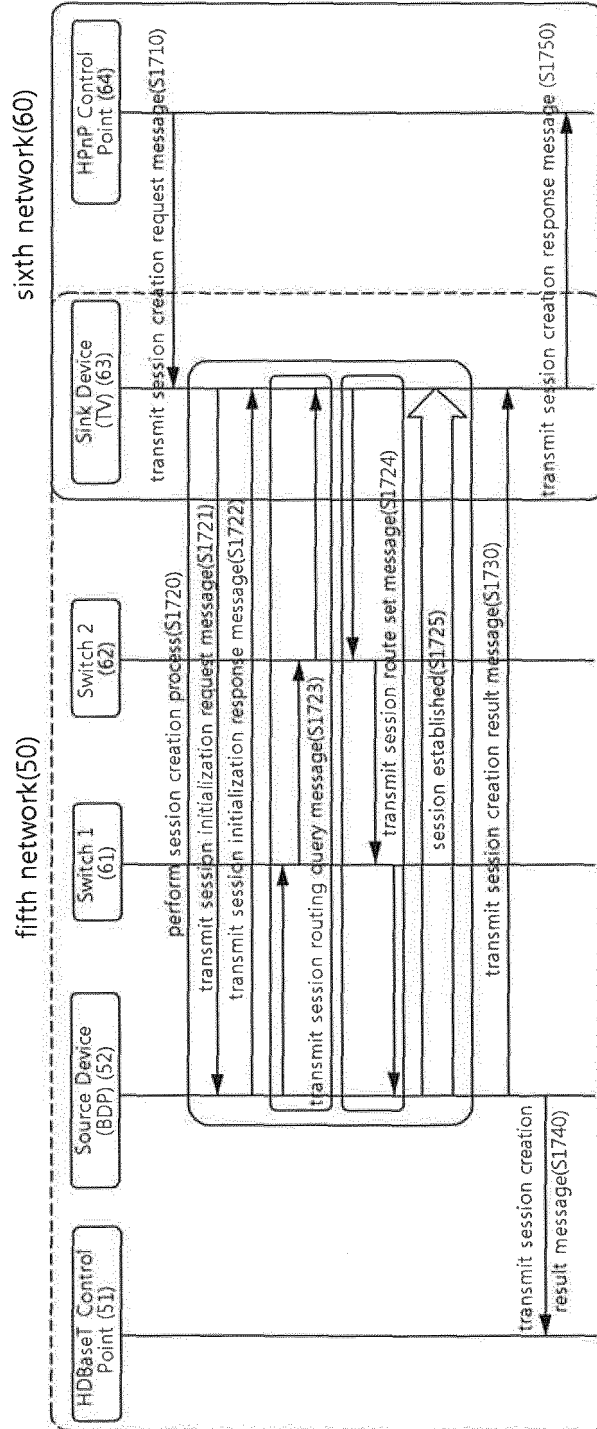 fifth network(50)
sixth network(60)
HDBaseT Control
Point (51)
Source Device
(BDP) (52)
Switch 1
(61)
Switch 2
(62)
Sink Device
(TV) (63)
HPnP Control
Point (64)
transmit session creation request message(S1710)
perform session creation process(S1720)
transmit session initialization request message(S1721)
transmit session initialization response message(S1722)
transmit session routing query message(S1723)
transmit session route set message(S1724)
session established(S1725)
transmit session creation result message(S1730)
transmit session creation
result message(S1740)
transmit session creation response message (S1750)